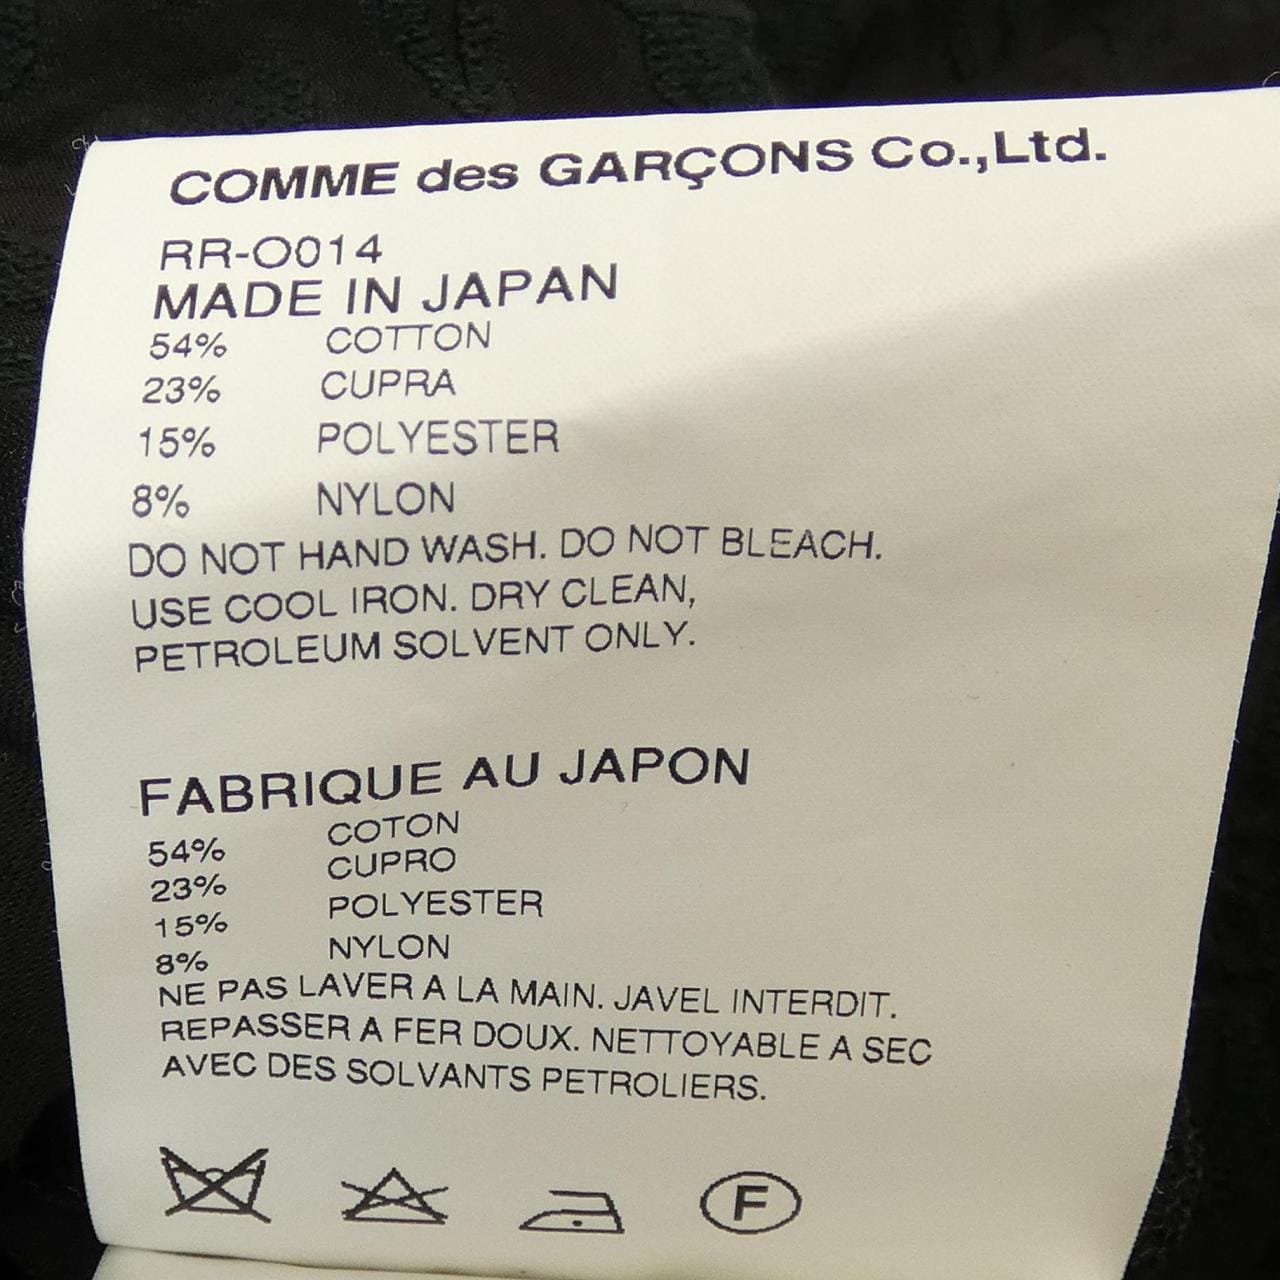 COMME des GARÇONS Co.,Ltd.
RR-O014
MADE IN JAPAN
54% COTTON
23% CUPRA
15% POLYESTER
8% NYLON
DO NOT HAND WASH. DO NOT BLEACH.
USE COOL IRON. DRY CLEAN,
PETROLEUM SOLVENT ONLY.
FABRIQUE AU JAPON
54% COTON
23% CUPRO
15% POLYESTER
8% NYLON
NE PAS LAVER A LA MAIN. JAVEL INTERDIT.
REPASSER A FER DOUX. NETTOYABLE A SEC
AVEC DES SOLVANTS PETROLIERS.
F